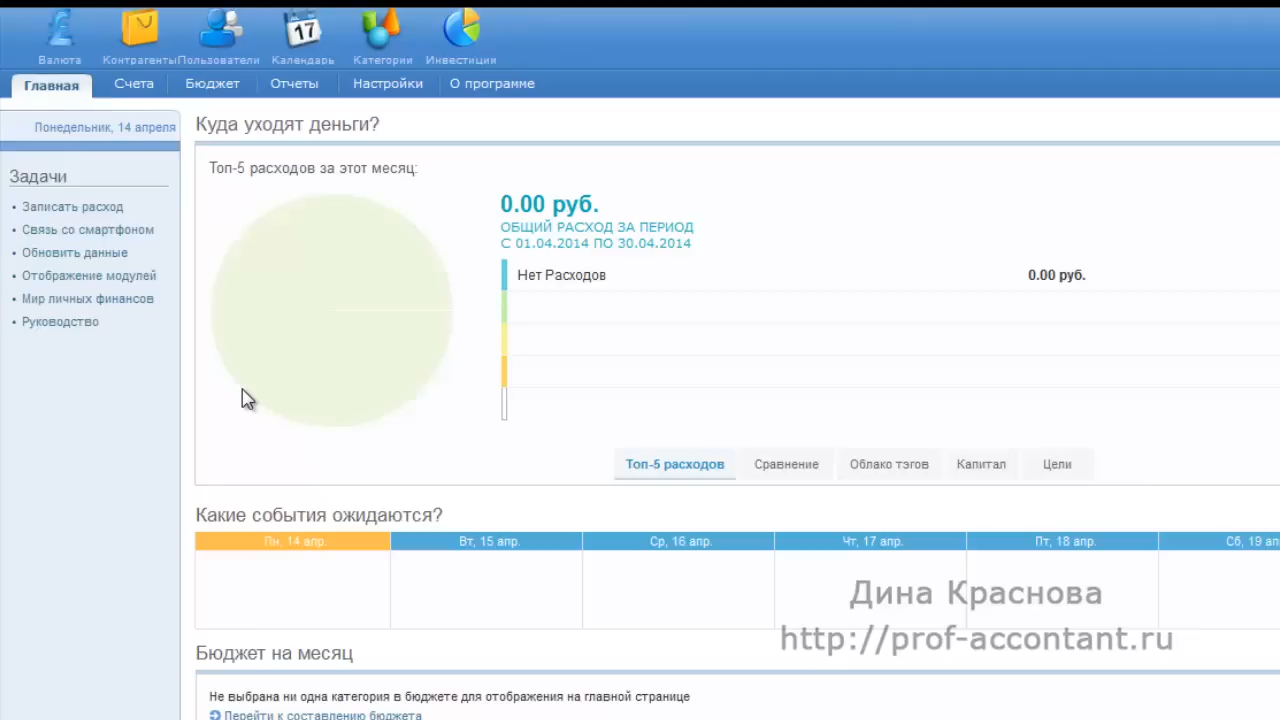 Валюта Контрагенты Пользователи Календарь Категории Инвестиции
17
Главная Счета Бюджет Отчеты Настройки О программе
Понедельник, 14 апреля
Задачи
Записать расход
Связь со смартфоном
Обновить данные
Отображение модулей
Мир личных финансов
Руководство
Куда уходят деньги?
Топ-5 расходов за этот месяц:
0.00 руб.
ОБЩИЙ РАСХОД ЗА ПЕРИОД
С 01.04.2014 ПО 30.04.2014
Нет Расходов 0.00 руб.
Топ-5 расходов Сравнение Облако тэгов Капитал Цели
Какие события ожидаются?
Пн, 14 апр. Вт, 15 апр. Ср, 16 апр. Чт, 17 апр. Пт, 18 апр. Сб, 19 ап
Дина Краснова
http://prof-accontant.ru
Бюджет на месяц
Не выбрана ни одна категория в бюджете для отображения на главной странице
Перейти к составлению бюджета